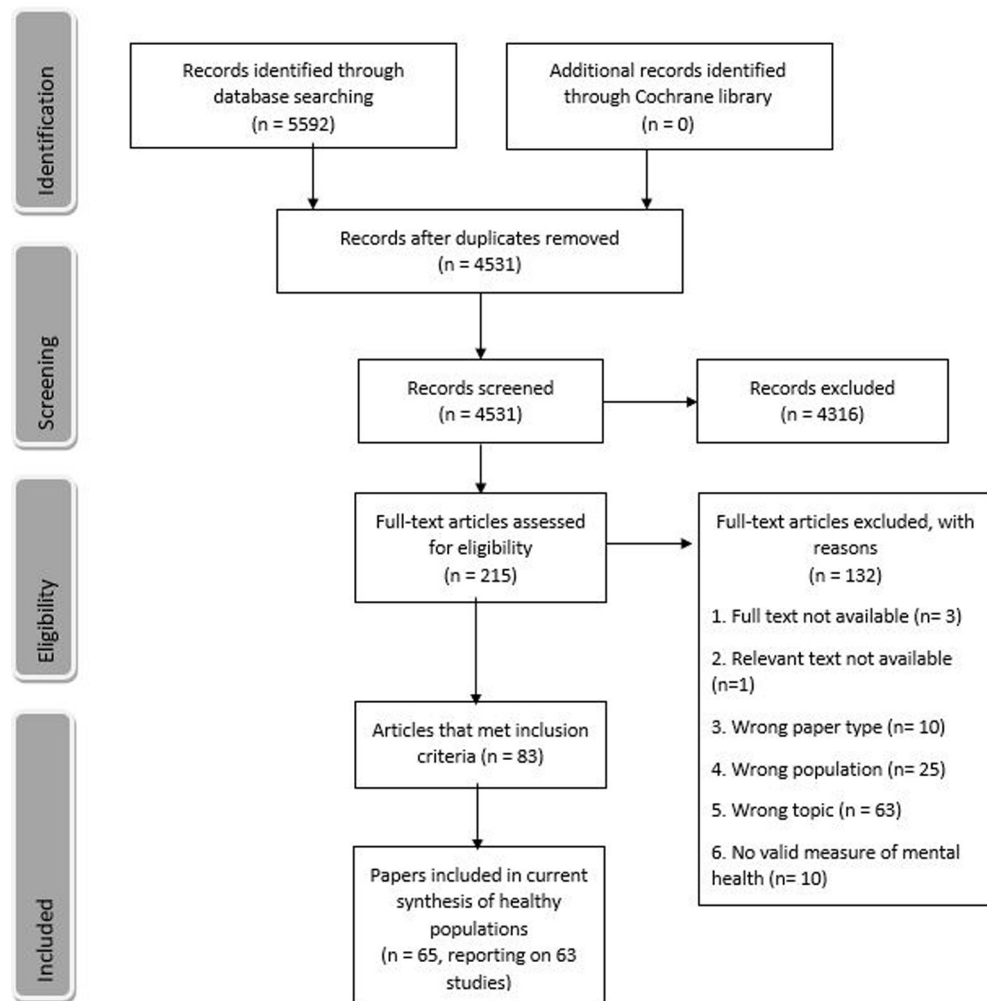 Identification
Records identified through
database searching
(n = 5592)
Additional records identified
through Cochrane library
(n = 0)
Records after duplicates removed
(n = 4531)
Screening
Records screened
(n = 4531)
Records excluded
(n = 4316)
Eligibility
Full-text articles assessed
for eligibility
(n = 215)
Full-text articles excluded, with
reasons
(n = 132)
1. Full text not available (n= 3)
2. Relevant text not available
(n=1)
3. Wrong paper type (n= 10)
4. Wrong population (n= 25)
5. Wrong topic (n = 63)
6. No valid measure of mental
health (n= 10)
Included
Articles that met inclusion
criteria (n = 83)
Papers included in current
synthesis of healthy
populations
(n = 65, reporting on 63
studies)